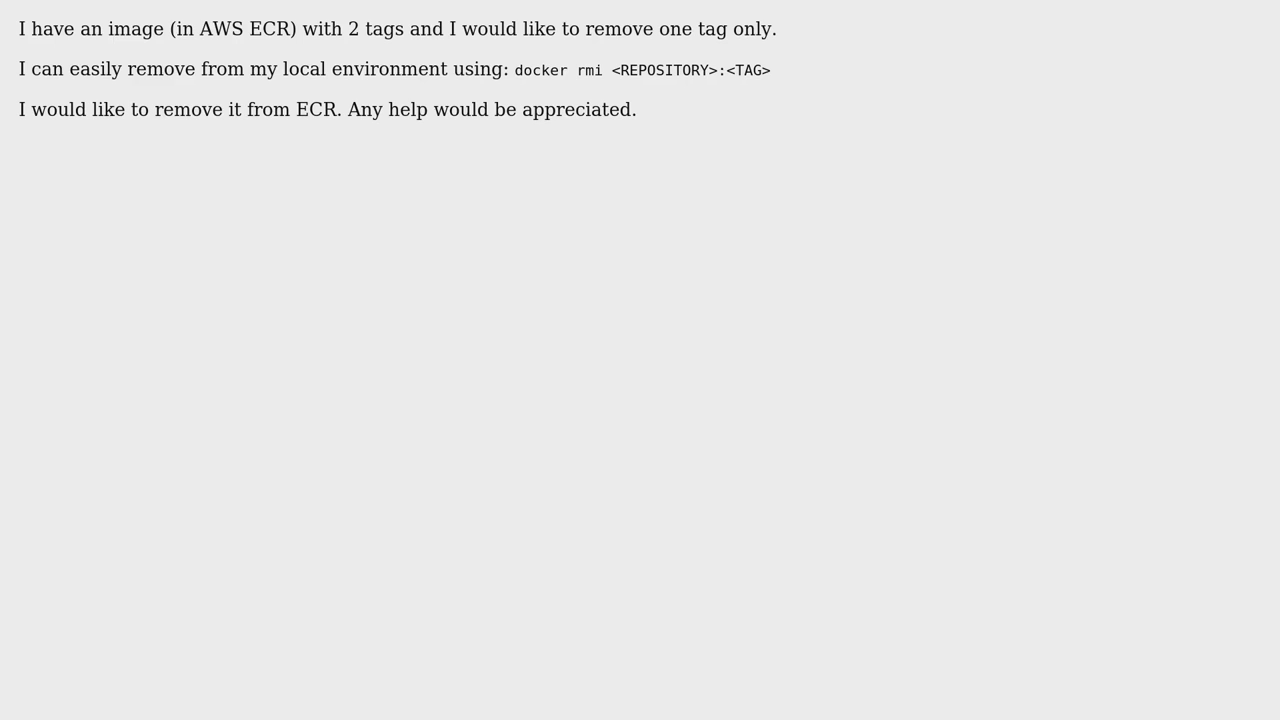 I have an image (in AWS ECR) with 2 tags and I would like to remove one tag only.
I can easily remove from my local environment using: docker rmi <REPOSITORY>:<TAG>
I would like to remove it from ECR. Any help would be appreciated.